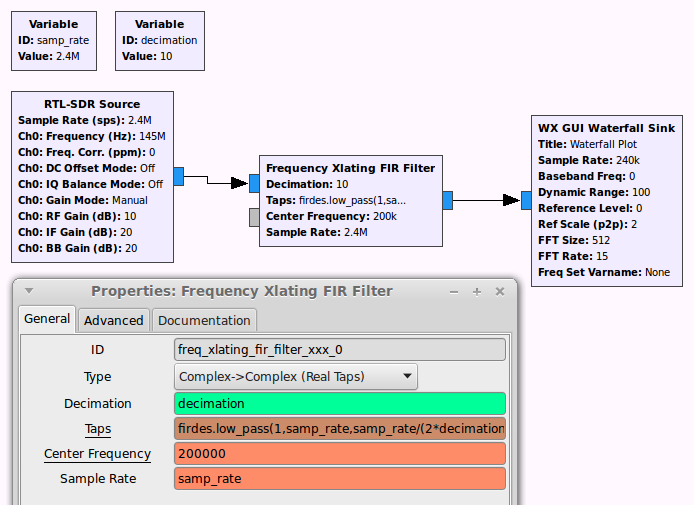 Variable
ID: samp_rate
Value: 2.4M
Variable
ID: decimation
Value: 10
RTL-SDR Source
Sample Rate (sps): 2.4M
Ch0: Frequency (Hz): 145M
Ch0: Freq. Corr. (ppm): 0
Ch0: DC Offset Mode: Off
Ch0: IQ Balance Mode: Off
Ch0: Gain Mode: Manual
Ch0: RF Gain (dB): 10
Ch0: IF Gain (dB): 20
Ch0: BB Gain (dB): 20
Frequency Xlating FIR Filter
Decimation: 10
Taps: firdes.low_pass(1,sa...
Center Frequency: 200k
Sample Rate: 2.4M
WX GUI Waterfall Sink
Title: Waterfall Plot
Sample Rate: 240k
Baseband Freq: 0
Dynamic Range: 100
Reference Level: 0
Ref Scale (p2p): 2
FFT Size: 512
FFT Rate: 15
Freq Set Varname: None
Properties: Frequency Xlating FIR Filter
General Advanced Documentation
ID freq_xlating_fir_filter_xxx_0
Type Complex->Complex (Real Taps)
Decimation decimation
Taps firdes.low_pass(1,samp_rate,samp_rate/(2*decimation
Center Frequency 200000
Sample Rate samp_rate